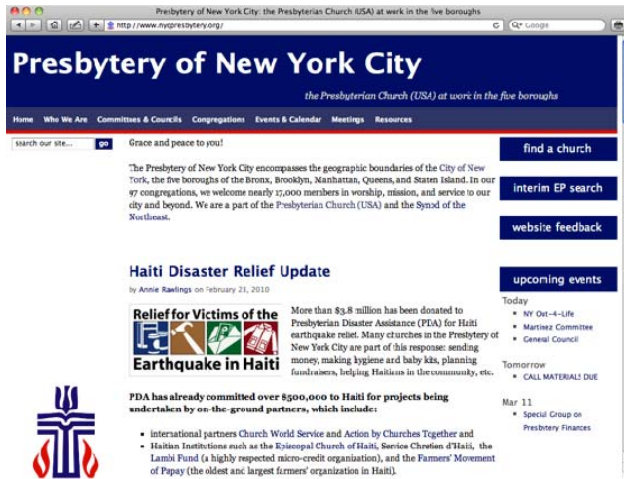 Presbytery of New York City: the Presbyterian Church (USA) at work in the five boroughs
http://www.nycpresbytery.org/
Google
Presbytery of New York City
the Presbyterian Church (USA) at work in the five boroughs
Home Who We Are Committees & Councils Congregations Events & Calendar Meetings Resources
search our site... go
Grace and peace to you!
The Presbytery of New York City encompasses the geographic boundaries of the City of New
York, the five boroughs of the Bronx, Brooklyn, Manhattan, Queens, and Staten Island. In our
97 congregations, we welcome nearly 17,000 members in worship, mission, and service to our
city and beyond. We are a part of the Presbyterian Church (USA) and the Synod of the
Northeast.
find a church
interim EP search
website feedback
Haiti Disaster Relief Update
by Annie Rawlings on February 21, 2010
Relief for Victims of the
Earthquake in Haiti
More than $3.8 million has been donated to
Presbyterian Disaster Assistance (PDA) for Haiti
earthquake relief. Many churches in the Presbytery of
New York City are part of this response: sending
money, making hygiene and baby kits, planning
fundraisers, helping Haitians in the community, etc.
PDA has already committed over $500,000 to Haiti for projects being
undertaken by on-the-ground partners, which include:
international partners Church World Service and Action by Churches Together and
Haitian Institutions such as the Episcopal Church of Haiti, Service Chretien d'Haiti, the
Lambi Fund (a highly respected micro-credit organization), and the Farmers' Movement
of Papay (the oldest and largest farmers' organization in Haiti).
upcoming events
Today
NY Out-4-Life
Martinez Committee
General Council
Tomorrow
CALL MATERIALS DUE
Mar 11
Special Group on
Presbytery Finances